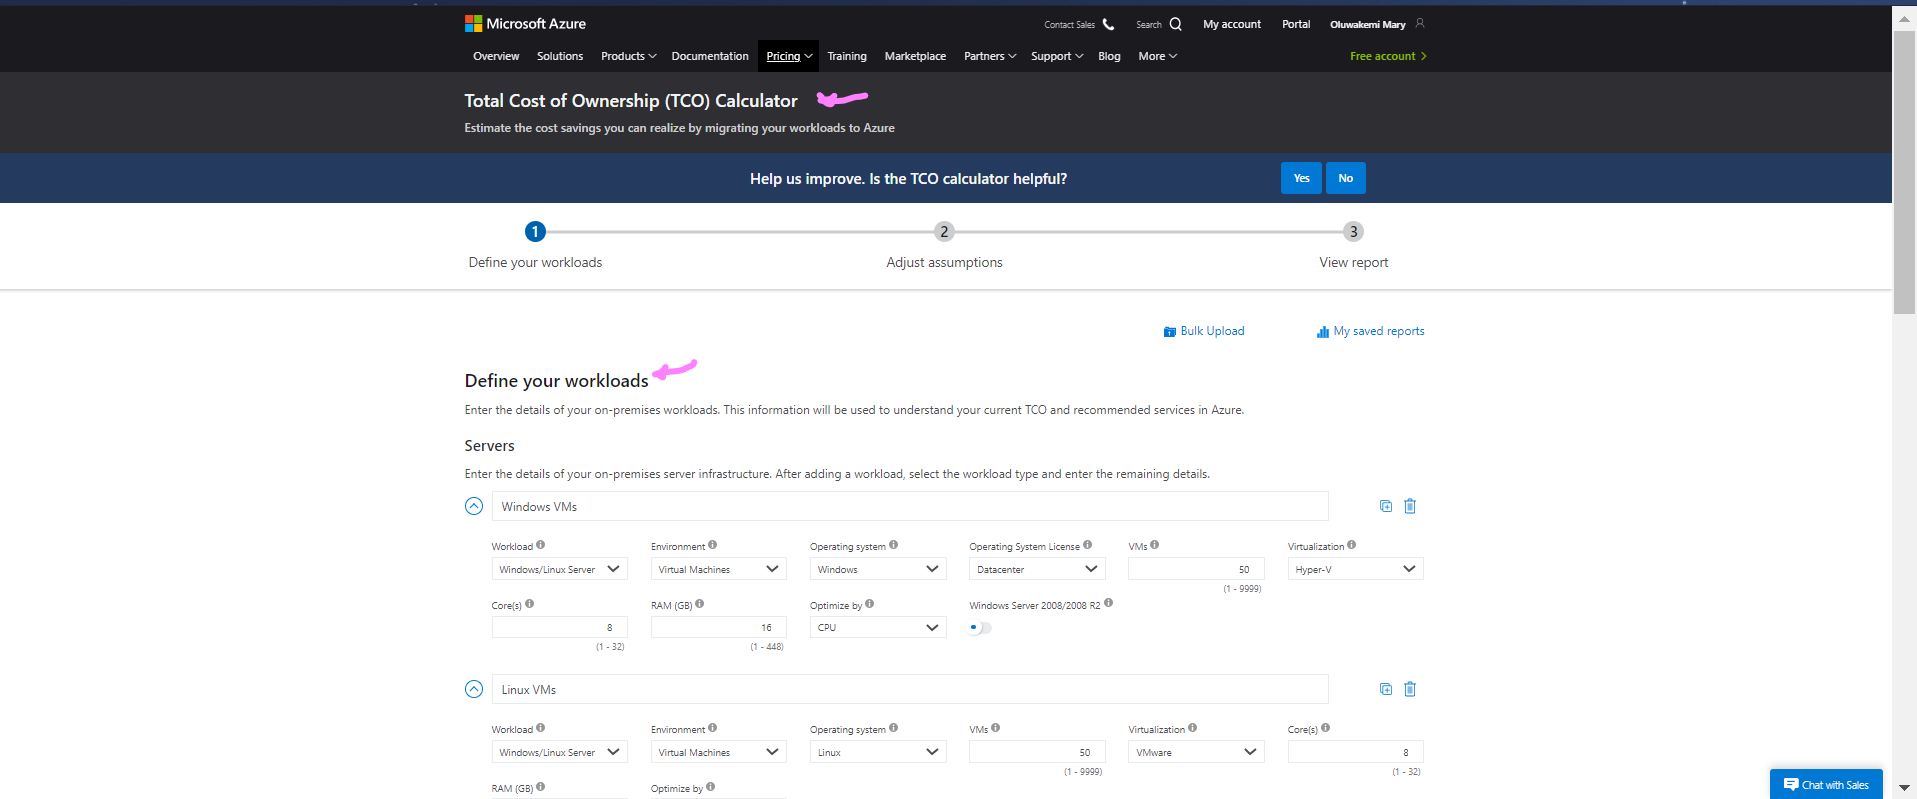 Microsoft Azure
Contact Sales Search My account Portal Oluwakemi Mary
Overview Solutions Products Documentation Pricing Training Marketplace Partners Support Blog More Free account
Total Cost of Ownership (TCO) Calculator
Estimate the cost savings you can realize by migrating your workloads to Azure
Help us improve. Is the TCO calculator helpful? Yes No
1 2 3
Define your workloads Adjust assumptions View report
Bulk Upload My saved reports
Define your workloads
Enter the details of your on-premises workloads. This information will be used to understand your current TCO and recommended services in Azure.
Servers
Enter the details of your on-premises server infrastructure. After adding a workload, select the workload type and enter the remaining details.
Windows VMs
Workload Environment Operating system Operating System License VMs Virtualization
Windows/Linux Server Virtual Machines Windows Datacenter 50 Hyper-V
(1 - 9999)
Core(s) RAM (GB) Optimize by Windows Server 2008/2008 R2
8 16 CPU
(1 - 32) (1 - 448)
Linux VMs
Workload Environment Operating system VMs Virtualization Core(s)
Windows/Linux Server Virtual Machines Linux 50 VMware 8
(1 - 9999) (1 - 32)
RAM (GB) Optimize by
Chat with Sales